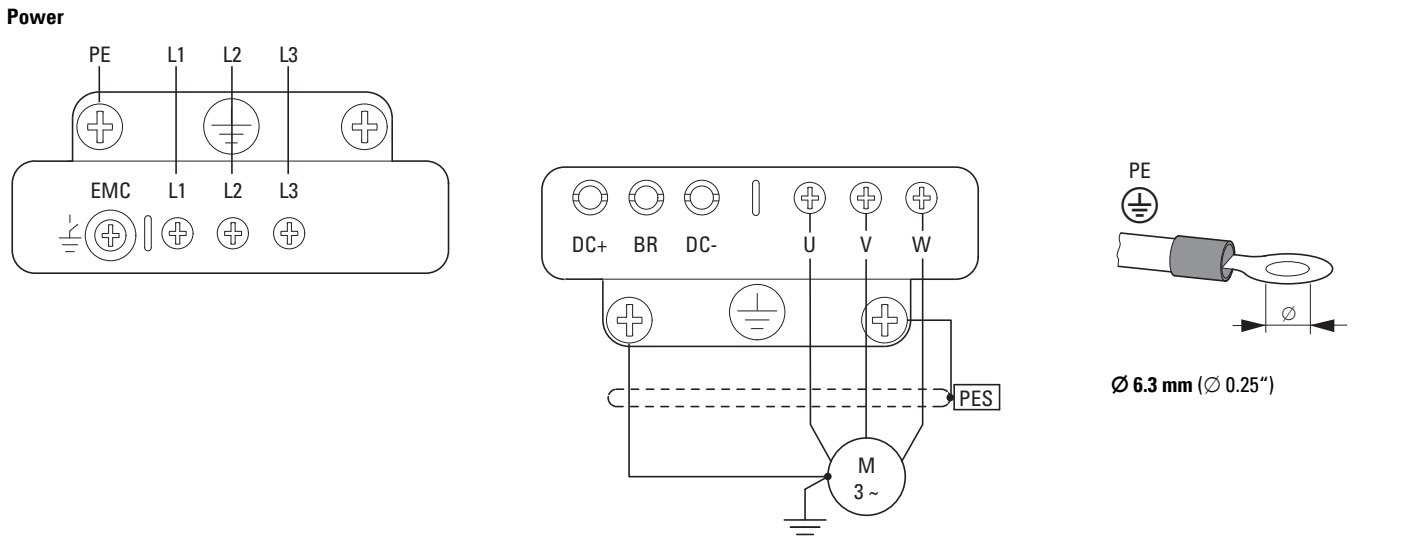 Power
PE L1 L2 L3
EMC L1 L2 L3
DC+ BR DC- U V W
PES
M
3 ~
PE
∅
∅ 6.3 mm (∅ 0.25“)